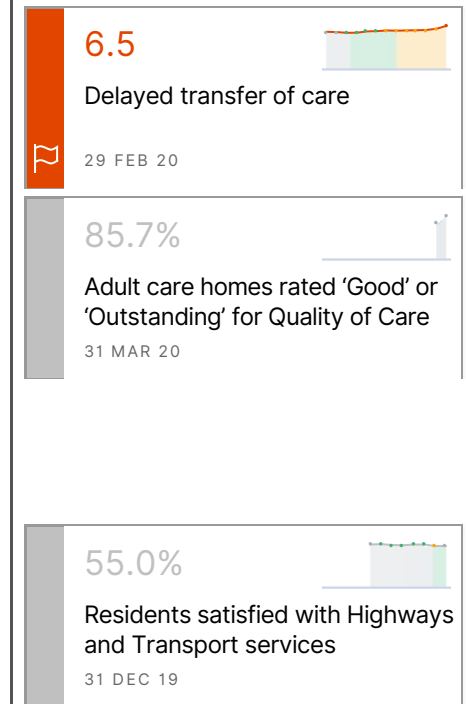 6.5
Delayed transfer of care
29 FEB 20
85.7%
Adult care homes rated ‘Good’ or
‘Outstanding’ for Quality of Care
31 MAR 20
55.0%
Residents satisfied with Highways
and Transport services
31 DEC 19